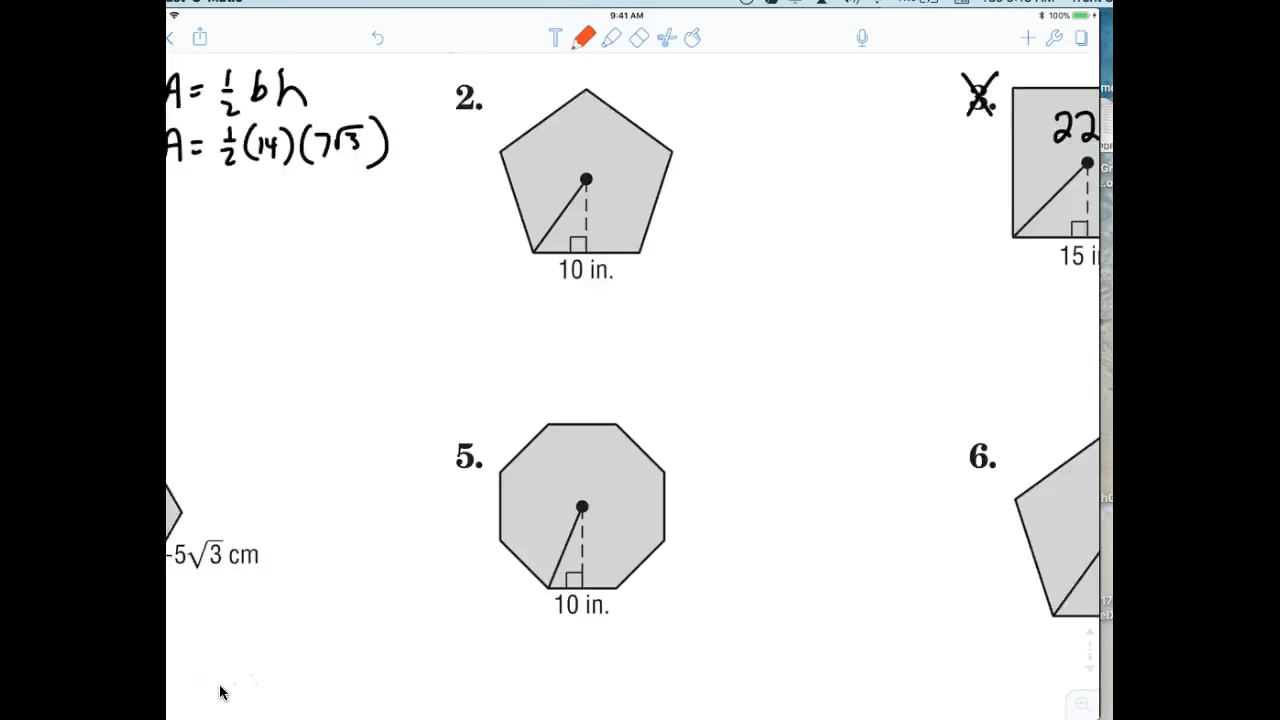 9:41 AM
100%
A = 1/2 b h
A = 1/2 (14)(7√3)
2.
10 in.
3.
22
15 i
5.
10 in.
6.
5√3 cm